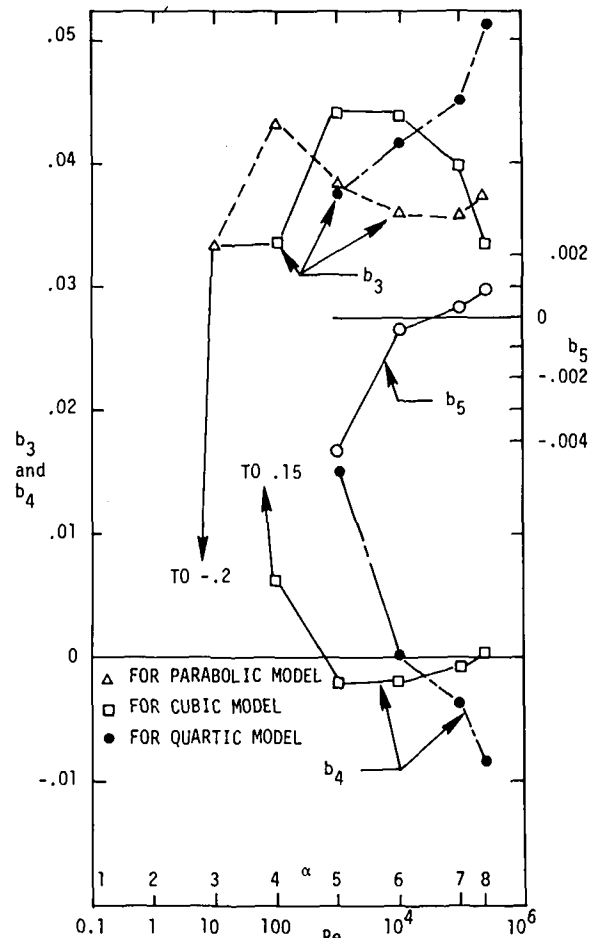 .05
.04
.03
.02
.01
0
-.01
b3
and
b4
.002
0
b5
-.002
-.004
b3
b5
TO .15
TO -.2
FOR PARABOLIC MODEL
FOR CUBIC MODEL
FOR QUARTIC MODEL
b4
1 2 3 4 α 5 6 7 8
0.1 1 10 100 Re 10^4 10^6